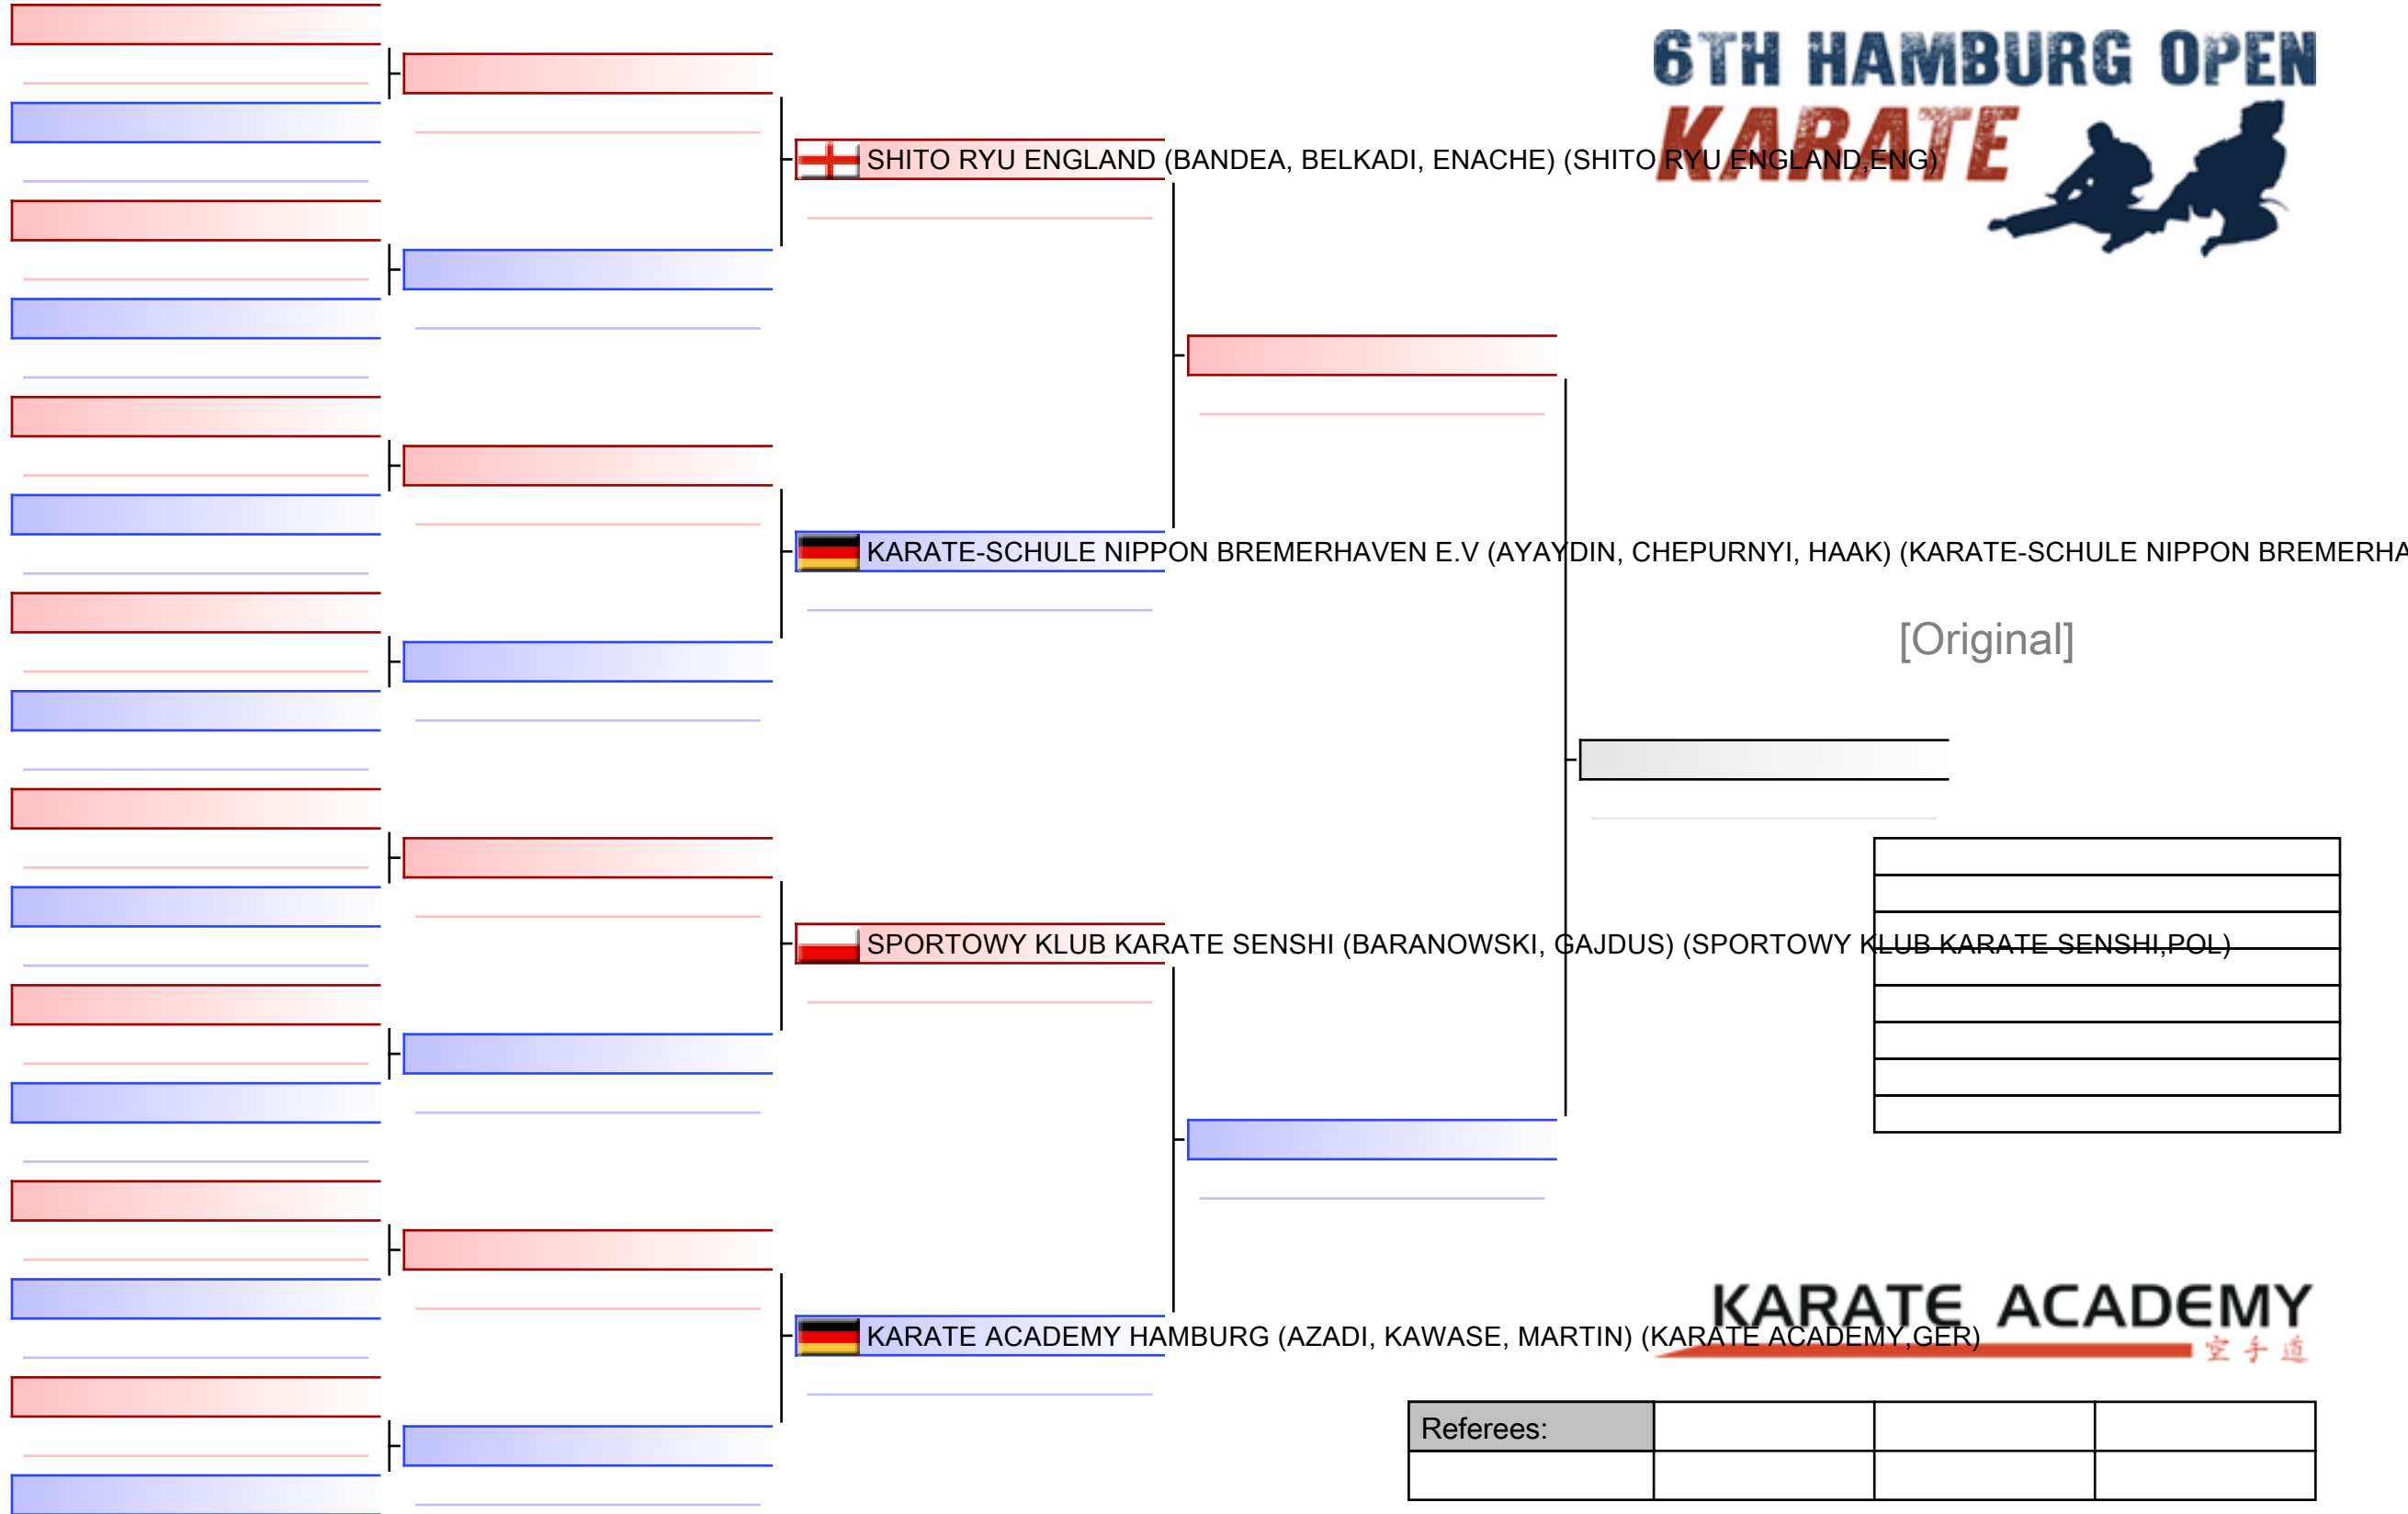 6TH HAMBURG OPEN
KARATE
SHITO RYU ENGLAND (BANDEA, BELKADI, ENACHE) (SHITO RYU ENGLAND,ENG)
KARATE-SCHULE NIPPON BREMERHAVEN E.V (AYAYDIN, CHEPURNYI, HAAK) (KARATE-SCHULE NIPPON BREMERHA
[Original]
SPORTOWY KLUB KARATE SENSHI (BARANOWSKI, GAJDUS) (SPORTOWY KLUB KARATE SENSHI,POL)
KARATE ACADEMY
KARATE ACADEMY HAMBURG (AZADI, KAWASE, MARTIN) (KARATE ACADEMY,GER)
空手道
Referees: